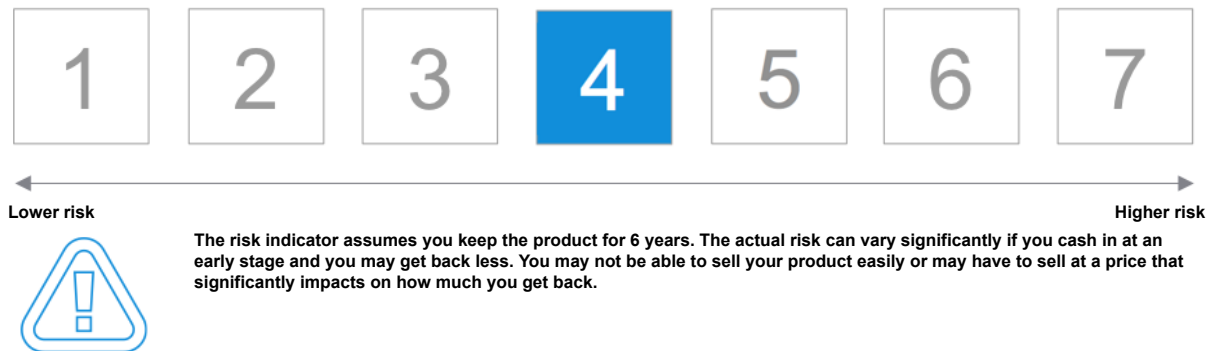 1 2 3 4 5 6 7
Lower risk Higher risk
The risk indicator assumes you keep the product for 6 years. The actual risk can vary significantly if you cash in at an
early stage and you may get back less. You may not be able to sell your product easily or may have to sell at a price that
significantly impacts on how much you get back.